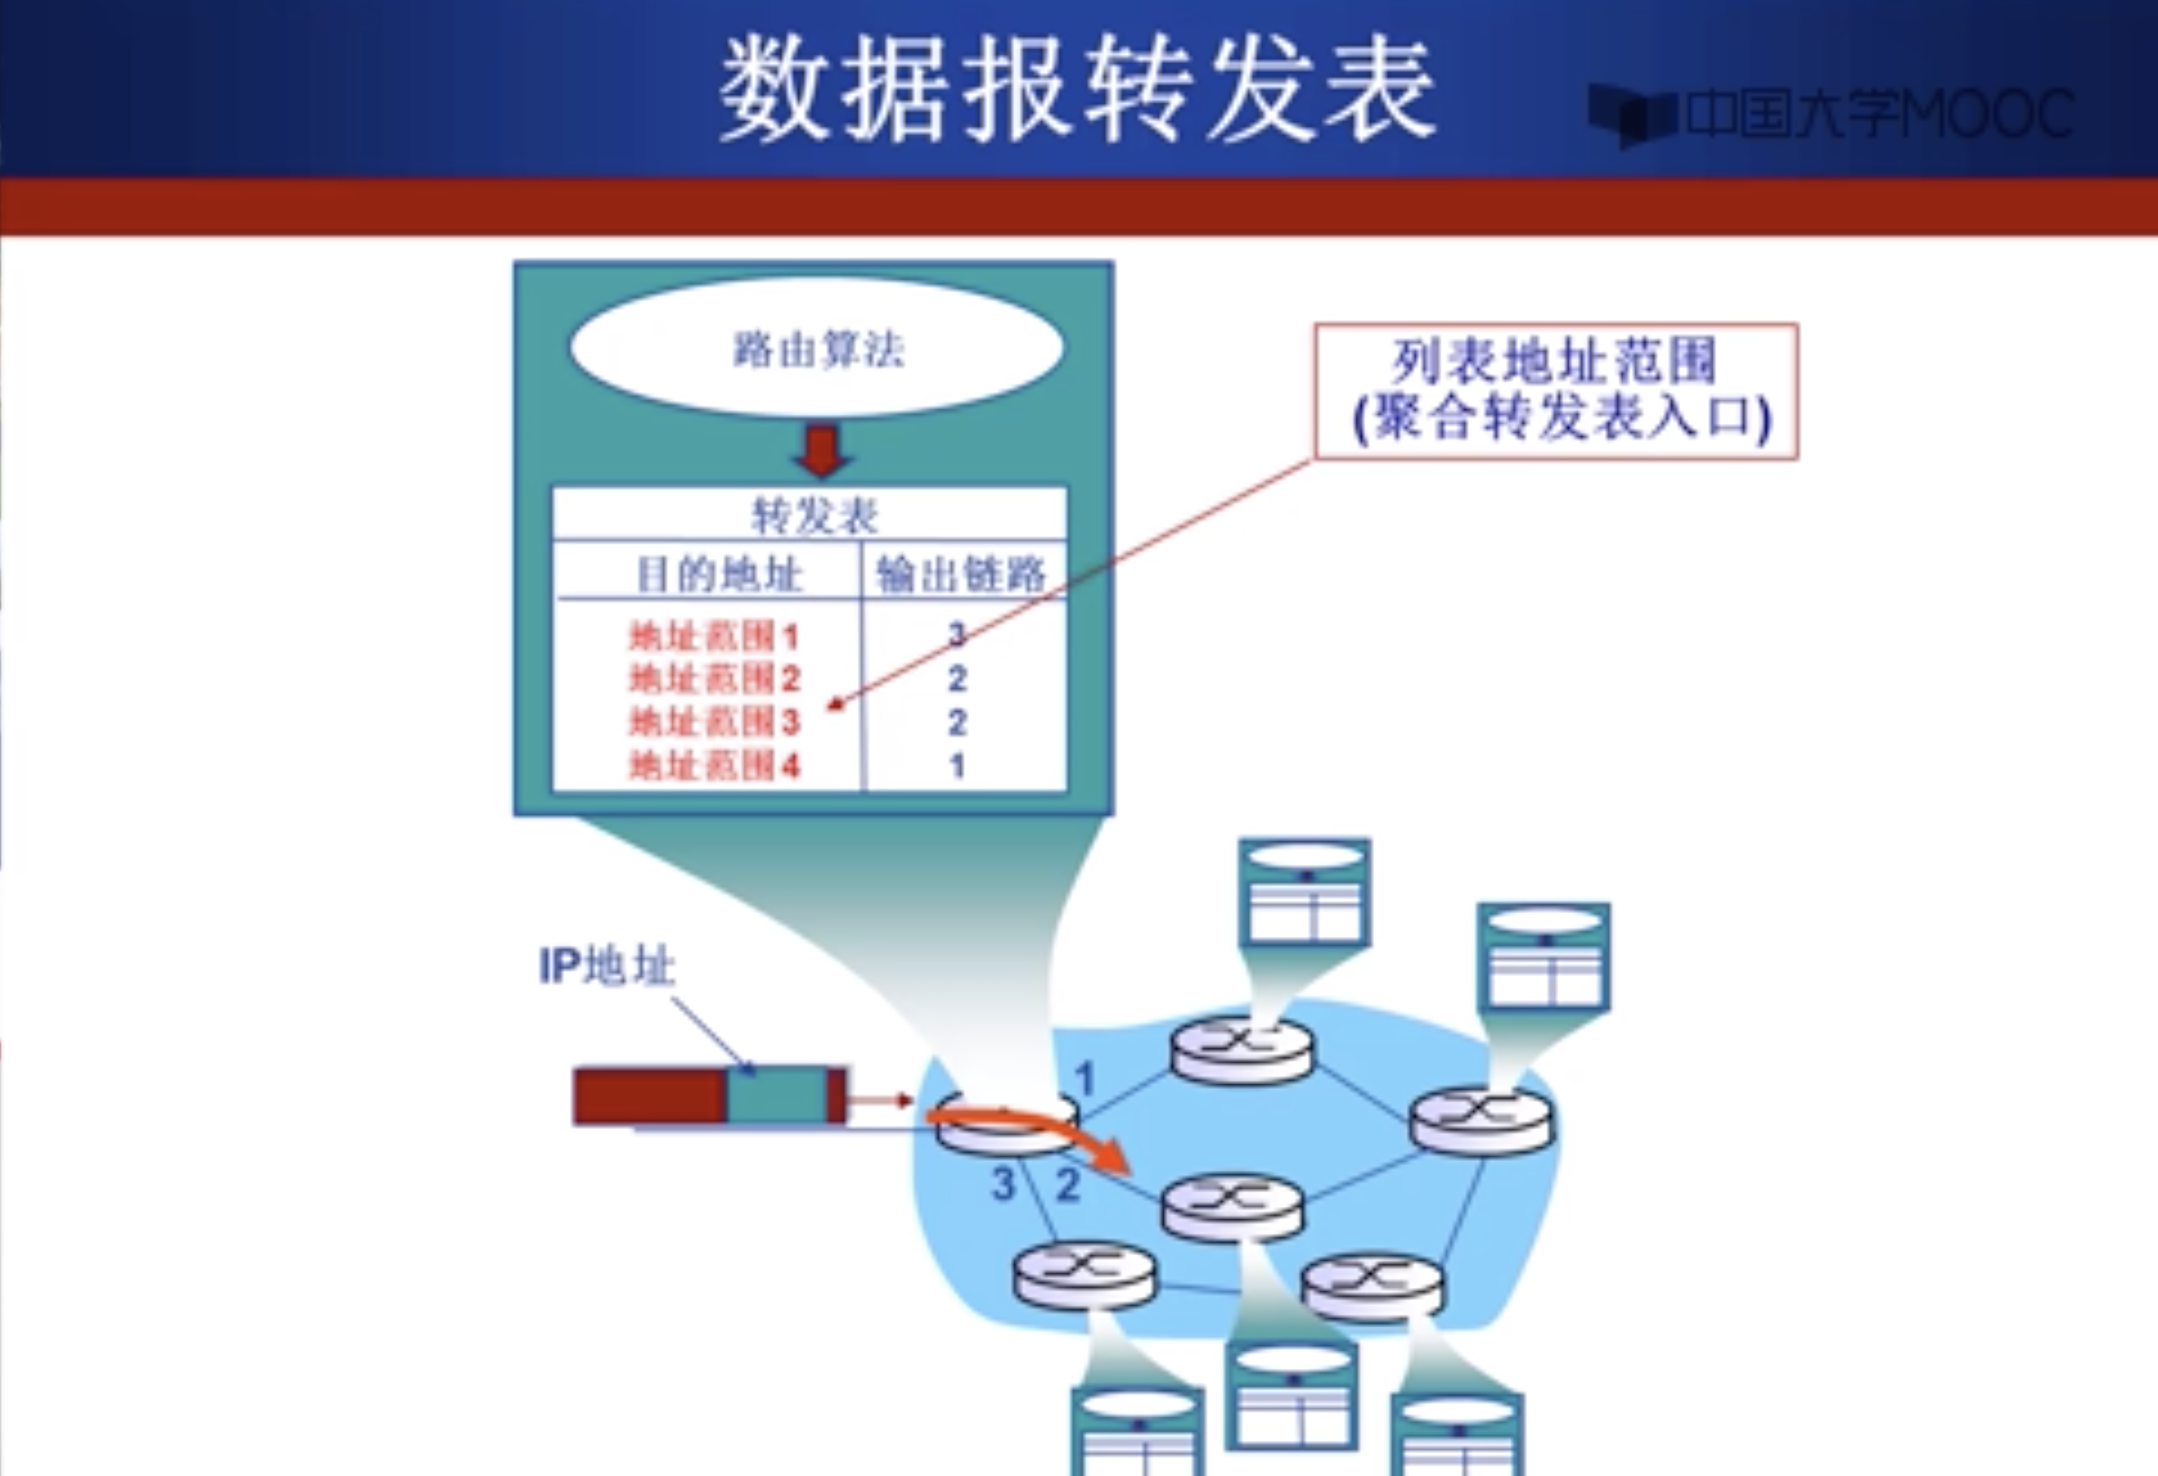 数据报转发表
中国大学MOOC
路由算法
列表地址范围
(聚合转发表入口)
转发表
目的地址 输出链路
地址范围1 3
地址范围2 2
地址范围3 2
地址范围4 1
IP地址
1
3 2